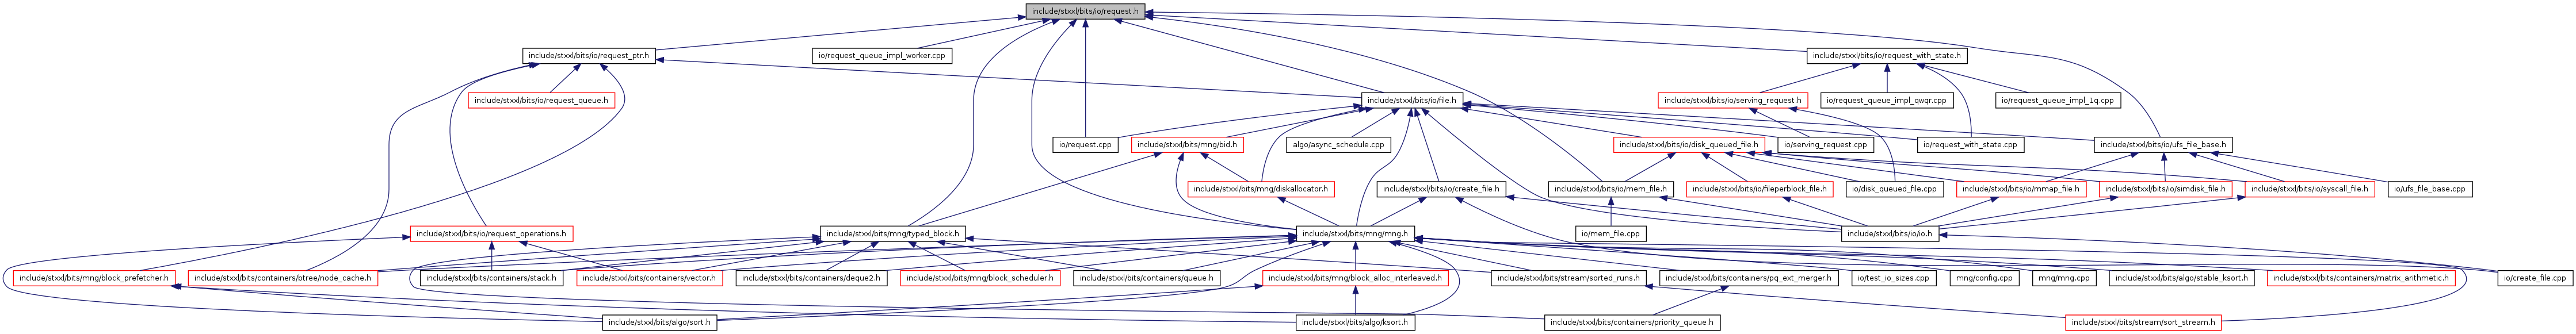 include/stxxl/bits/io/request.h
include/stxxl/bits/io/request_ptr.h
io/request_queue_impl_worker.cpp
include/stxxl/bits/io/request_with_state.h
include/stxxl/bits/io/request_queue.h
include/stxxl/bits/io/file.h
include/stxxl/bits/io/serving_request.h
io/request_queue_impl_qwqr.cpp
io/request_queue_impl_1q.cpp
io/request.cpp
include/stxxl/bits/mng/bid.h
algo/async_schedule.cpp
include/stxxl/bits/io/disk_queued_file.h
io/serving_request.cpp
io/request_with_state.cpp
include/stxxl/bits/io/ufs_file_base.h
include/stxxl/bits/mng/diskallocator.h
include/stxxl/bits/io/create_file.h
include/stxxl/bits/io/mem_file.h
include/stxxl/bits/io/fileperblock_file.h
io/disk_queued_file.cpp
include/stxxl/bits/io/mmap_file.h
include/stxxl/bits/io/simdisk_file.h
include/stxxl/bits/io/syscall_file.h
io/ufs_file_base.cpp
include/stxxl/bits/io/request_operations.h
include/stxxl/bits/mng/typed_block.h
include/stxxl/bits/mng/mng.h
io/mem_file.cpp
include/stxxl/bits/io/io.h
include/stxxl/bits/mng/block_prefetcher.h
include/stxxl/bits/containers/btree/node_cache.h
include/stxxl/bits/containers/stack.h
include/stxxl/bits/containers/vector.h
include/stxxl/bits/containers/deque2.h
include/stxxl/bits/mng/block_scheduler.h
include/stxxl/bits/containers/queue.h
include/stxxl/bits/mng/block_alloc_interleaved.h
include/stxxl/bits/stream/sorted_runs.h
include/stxxl/bits/containers/pq_ext_merger.h
io/test_io_sizes.cpp
mng/config.cpp
mng/mng.cpp
include/stxxl/bits/algo/stable_ksort.h
include/stxxl/bits/containers/matrix_arithmetic.h
io/create_file.cpp
include/stxxl/bits/algo/sort.h
include/stxxl/bits/algo/ksort.h
include/stxxl/bits/containers/priority_queue.h
include/stxxl/bits/stream/sort_stream.h